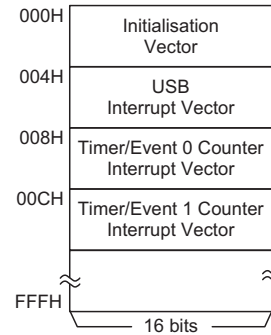 000H
Initialisation
Vector
004H
USB
Interrupt Vector
008H
Timer/Event 0 Counter
Interrupt Vector
00CH
Timer/Event 1 Counter
Interrupt Vector
FFFH
16 bits